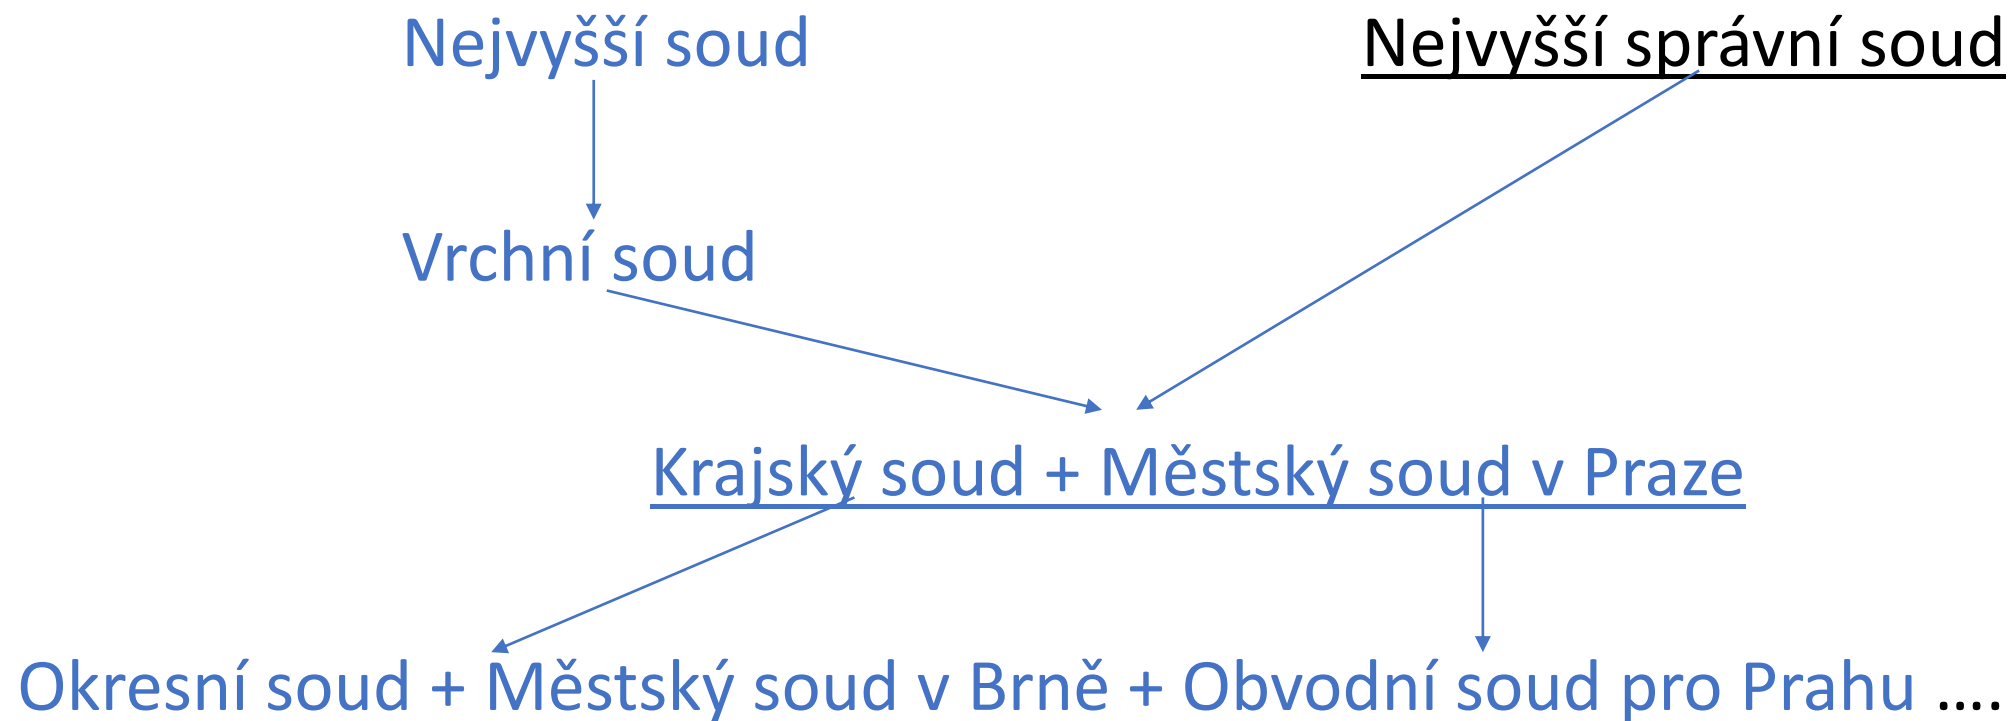 Nejvyšší soud
Nejvyšší správní soud
Vrchní soud
Krajský soud + Městský soud v Praze
Okresní soud + Městský soud v Brně + Obvodní soud pro Prahu ....